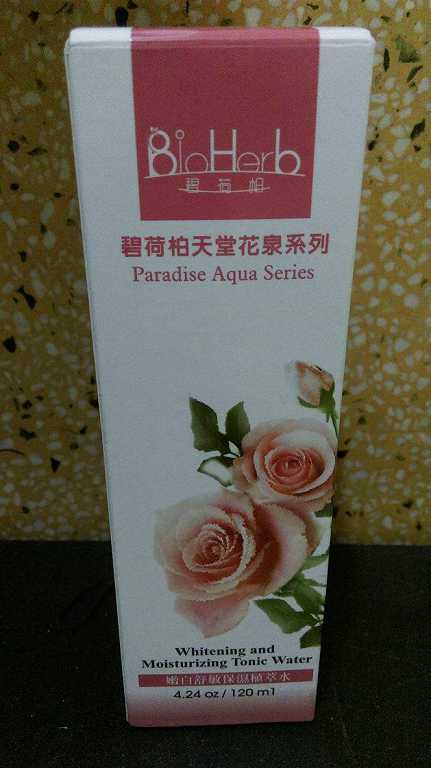 BioHerb
碧荷柏
碧荷柏天堂花泉系列
Paradise Aqua Series
Whitening and
Moisturizing Tonic Water
嫩白舒敏保濕植萃水
4.24 oz / 120 ml